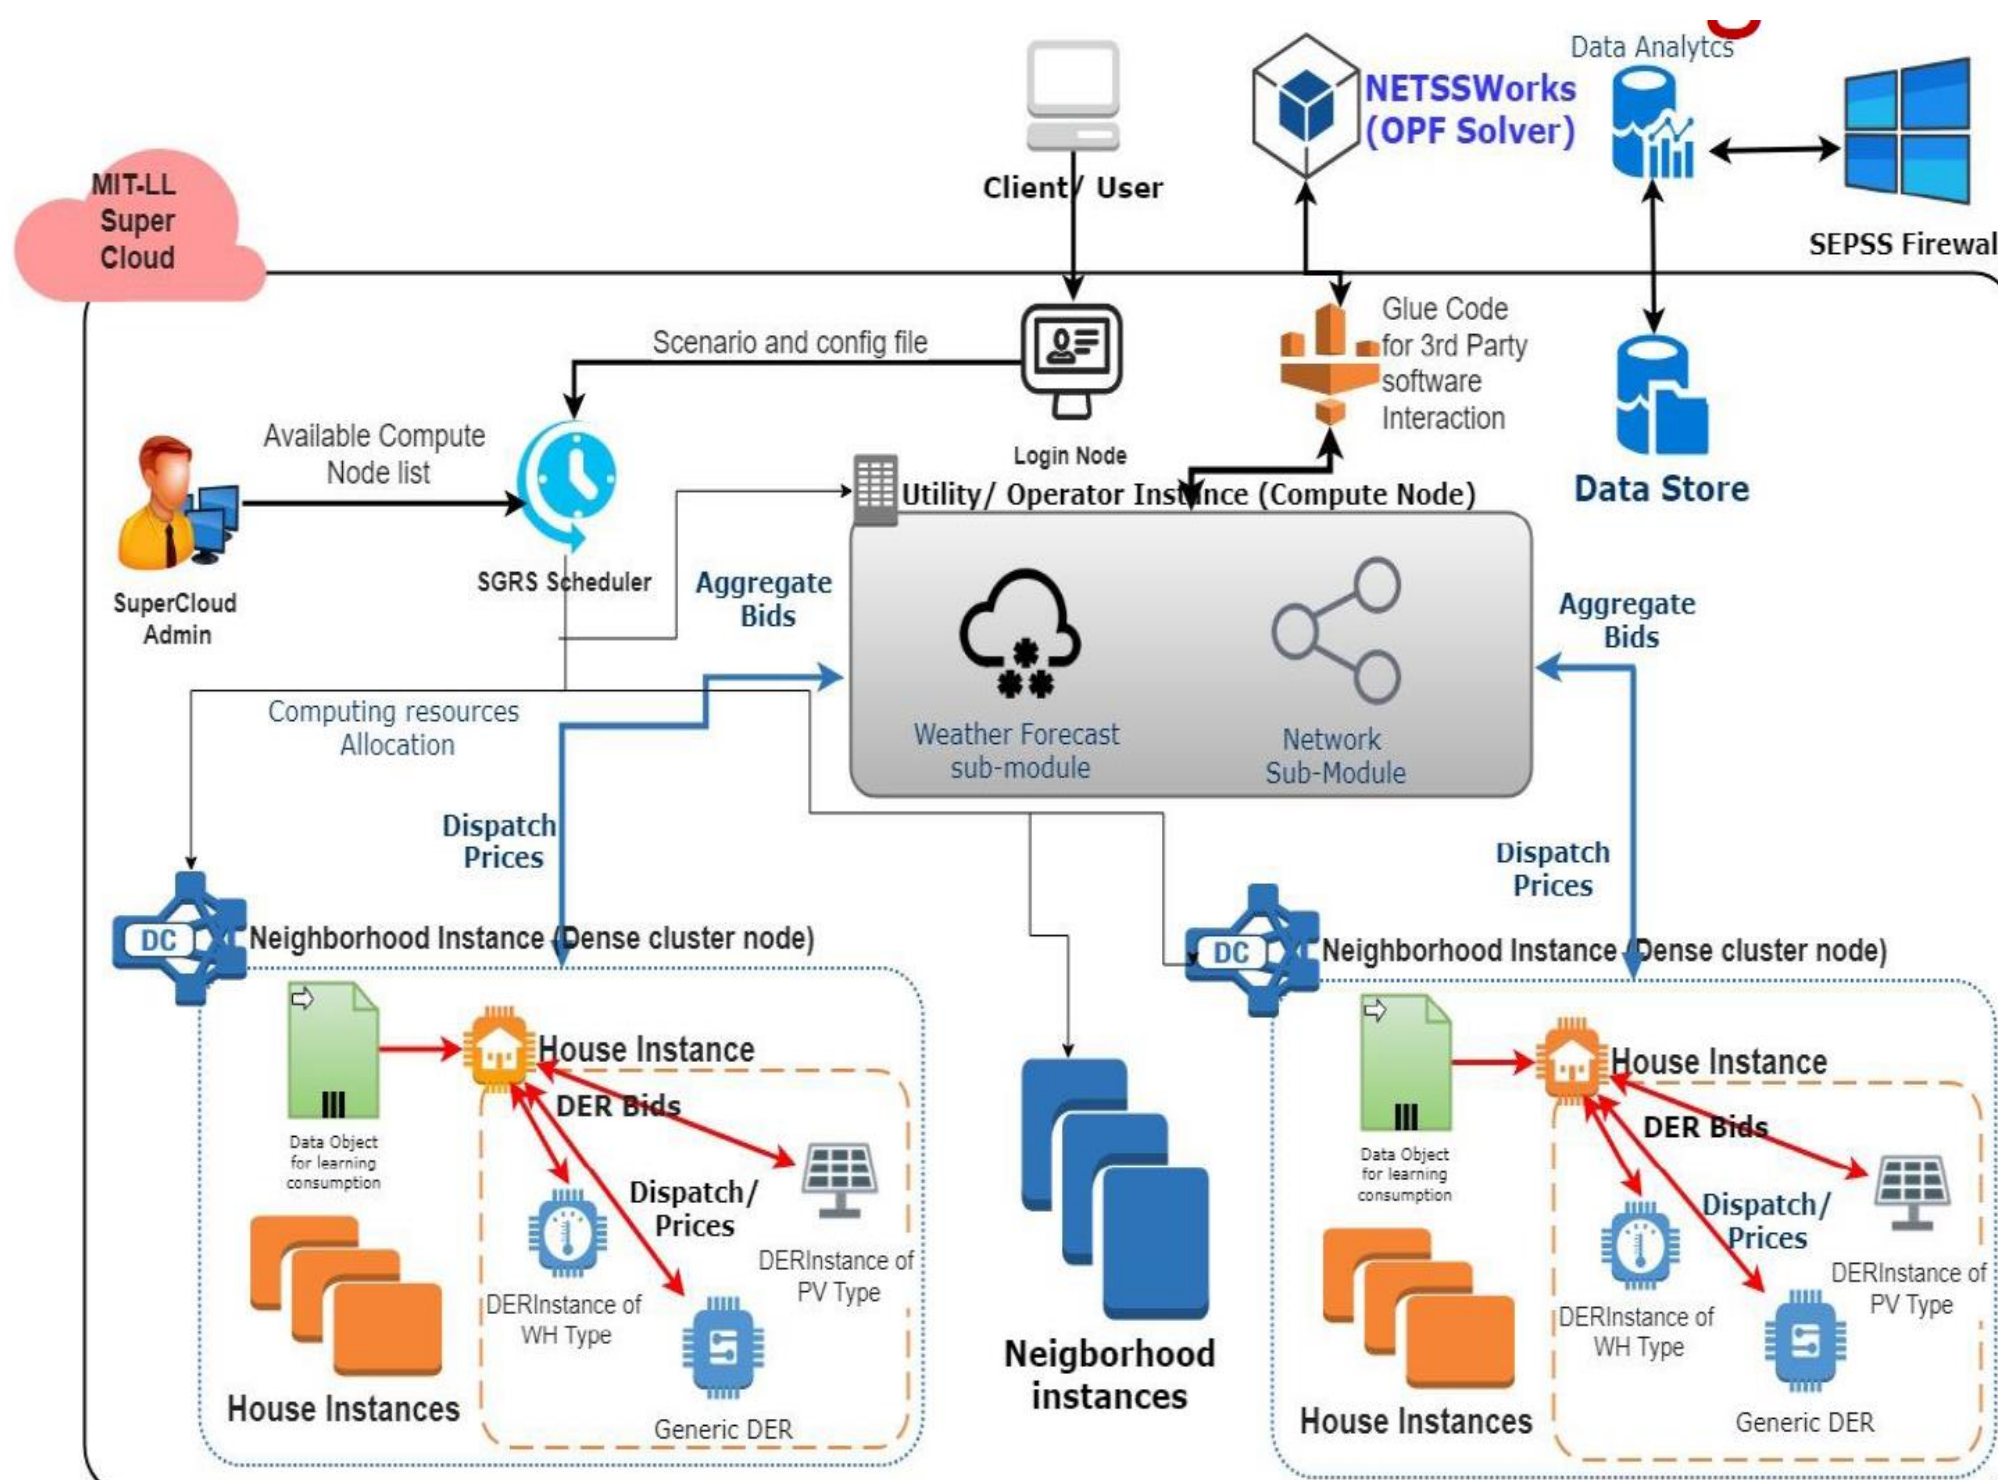 Data Analytcs
NETSSWorks
(OPF Solver)
MIT-LL
Super
Cloud
Client/ User
SEPSS Firewal
Scenario and config file
Glue Code
for 3rd Party
software
Interaction
Available Compute
Node list
Login Node
Data Store
Utility/ Operator Instance (Compute Node)
SGRS Scheduler
SuperCloud
Admin
Aggregate
Bids
Aggregate
Bids
Computing resources
Allocation
Weather Forecast
sub-module
Network
Sub-Module
Dispatch
Prices
Dispatch
Prices
DC
Neighborhood Instance (Dense cluster node)
DC
Neighborhood Instance (Dense cluster node)
House Instance
DER Bids
Data Object
for learning
consumption
Dispatch/
Prices
DERInstance of
PV Type
DERInstance of
WH Type
Generic DER
House Instances
Neigborhood
instances
House Instance
DER Bids
Data Object
for learning
consumption
Dispatch/
Prices
DERInstance of
PV Type
DERInstance of
WH Type
Generic DER
House Instances